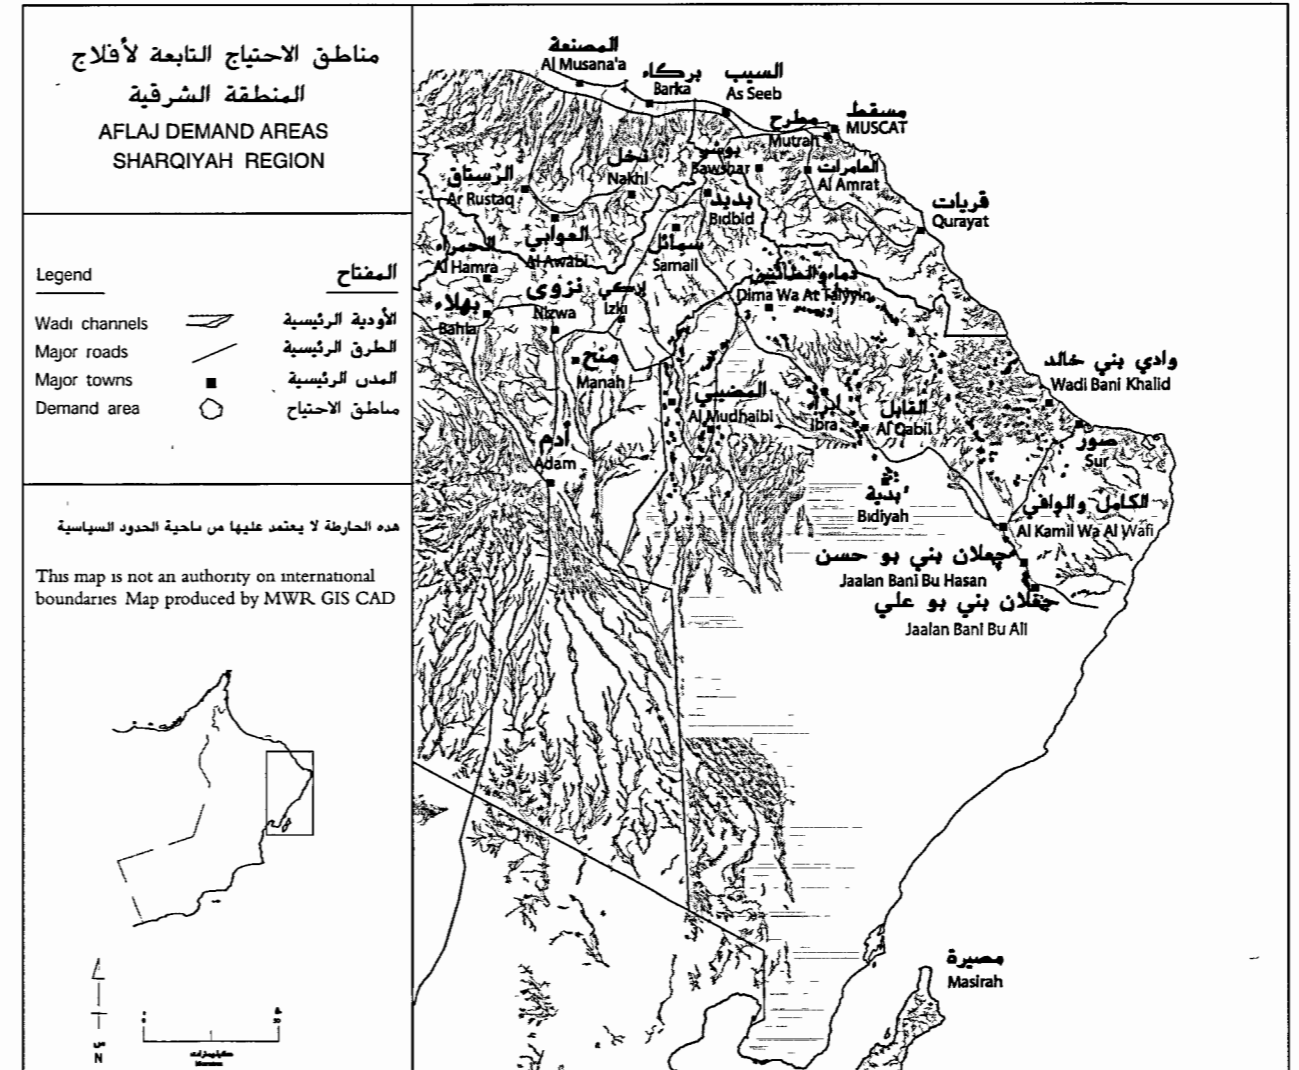 مناطق الاحتياج التابعة لأفلاج
المنطقة الشرقية
AFLAJ DEMAND AREAS
SHARQIYAH REGION
Legend
المفتاح
Wadi channels
الأودية الرئيسية
Major roads
الطرق الرئيسية
Major towns
المدن الرئيسية
Demand area
مناطق الاحتياج
هذه الخارطة لا يعتمد عليها من ناحية الحدود السياسية
This map is not an authority on international
boundaries Map produced by MWR GIS CAD
N
المصنعة
Al Musana'a
بركاء
Barka
السيب
As Seeb
مسقط
MUSCAT
مطرح
Mutrah
بوشر
Bawshar
العامرات
Al Amrat
قريات
Qurayat
نخل
Nakhl
الرستاق
Ar Rustaq
بدبد
Bidbid
العوابي
Al Awabi
سمائل
Samail
الحمراء
Al Hamra
نزوى
Nizwa
إزكي
Izki
بهلاء
Bahla
دماء والطائيين
Dima Wa At Taiyyin
منح
Manah
المضيبي
Al Mudhaibi
ابراء
Ibra
القابل
Al Qabil
وادي بني خالد
Wadi Bani Khalid
صور
Sur
أدم
Adam
بدية
Bidiyah
الكامل والوافي
Al Kamil Wa Al Wafi
جعلان بني بو حسن
Jaalan Bani Bu Hasan
جعلان بني بو علي
Jaalan Bani Bu Ali
مصيرة
Masirah